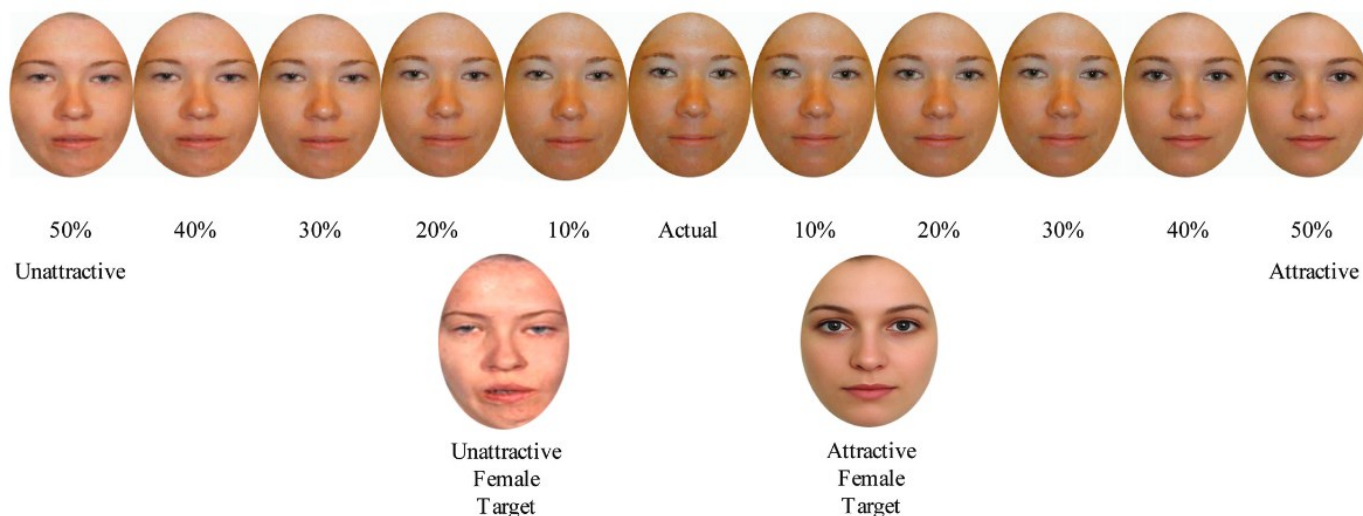 50% 40% 30% 20% 10% Actual 10% 20% 30% 40% 50%
Unattractive Attractive
Unattractive
Female
Target
Attractive
Female
Target